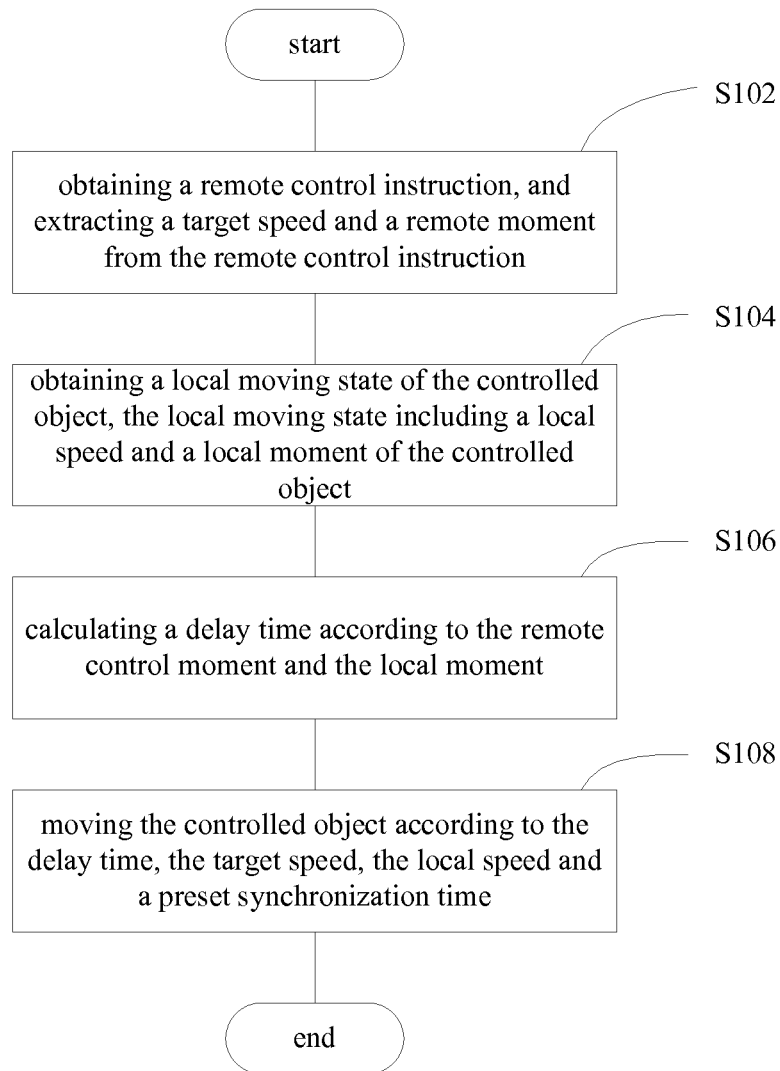 start
S102
obtaining a remote control instruction, and
extracting a target speed and a remote moment
from the remote control instruction
S104
obtaining a local moving state of the controlled
object, the local moving state including a local
speed and a local moment of the controlled
object
S106
calculating a delay time according to the remote
control moment and the local moment
S108
moving the controlled object according to the
delay time, the target speed, the local speed and
a preset synchronization time
end